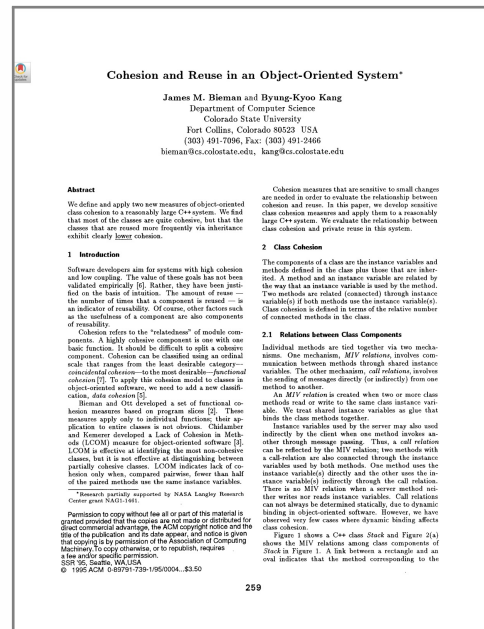 Cohesion and Reuse in an Object-Oriented System*
James M. Bieman and Byung-Kyoo Kang
Department of Computer Science
Colorado State University
Fort Collins, Colorado 80523 USA
(303) 491-7096, Fax: (303) 491-2466
bieman@cs.colostate.edu, kang@cs.colostate.edu
Abstract
We define and apply two new measures of object-oriented
class cohesion to a reasonably large C++ system. We find
that most of the classes are quite cohesive, but that the
classes that are reused more frequently via inheritance
exhibit clearly lower cohesion.
1 Introduction
Software developers aim for systems with high cohesion
and low coupling. The value of these goals has not been
validated empirically [6]. Rather, they have been justi-
fied on the basis of intuition. The amount of reuse —
the number of times that a component is reused — is
an indicator of reusability. Of course, other factors such
as the usefulness of a component are also components
of reusability.
Cohesion refers to the "relatedness" of module com-
ponents. A highly cohesive component is one with one
basic function. It should be difficult to split a cohesive
component. Cohesion can be classified using an ordinal
scale that ranges from the least desirable category—
coincidental cohesion—to the most desirable—functional
cohesion [7]. To apply this cohesion model to classes in
object-oriented software, we need to add a new classifi-
cation, data cohesion [5].
Bieman and Ott developed a set of functional co-
hesion measures based on program slices [2]. These
measures apply only to individual functions; their ap-
plication to entire classes is not obvious. Chidamber
and Kemerer developed a Lack of Cohesion in Meth-
ods (LCOM) measure for object-oriented software [3].
LCOM is effective at identifying the most non-cohesive
classes, but it is not effective at distinguishing between
partially cohesive classes. LCOM indicates lack of co-
hesion only when, compared pairwise, fewer than half
of the paired methods use the same instance variables.
*Research partially supported by NASA Langley Research
Center grant NAG1-1461.
Permission to copy without fee all or part of this material is
granted provided that the copies are not made or distributed for
direct commercial advantage, the ACM copyright notice and the
title of the publication and its date appear, and notice is given
that copying is by permission of the Association of Computing
Machinery.To copy otherwise, or to republish, requires
a fee and/or specific permission.
SSR '95, Seattle, WA,USA
© 1995 ACM 0-89791-739-1/95/0004...$3.50
Cohesion measures that are sensitive to small changes
are needed in order to evaluate the relationship between
cohesion and reuse. In this paper, we develop sensitive
class cohesion measures and apply them to a reasonably
large C++ system. We evaluate the relationship between
class cohesion and private reuse in this system.
2 Class Cohesion
The components of a class are the instance variables and
methods defined in the class plus those that are inher-
ited. A method and an instance variable are related by
the way that an instance variable is used by the method.
Two methods are related (connected) through instance
variable(s) if both methods use the instance variable(s).
Class cohesion is defined in terms of the relative number
of connected methods in the class.
2.1 Relations between Class Components
Individual methods are tied together via two mecha-
nisms. One mechanism, MIV relations, involves com-
munication between methods through shared instance
variables. The other mechanism, call relations, involves
the sending of messages directly (or indirectly) from one
method to another.
An MIV relation is created when two or more class
methods read or write to the same class instance vari-
able. We treat shared instance variables as glue that
binds the class methods together.
Instance variables of the server may also used
indirectly by the client when one method invokes an-
other through message passing. Thus, a call relation
can be reflected by the MIV relation; two methods with
a call-relation are also connected through the instance
variables used by both methods. One method uses the
instance variable(s) directly and the other uses the in-
stance variable(s) indirectly through the call relation.
There is no MIV relation when a server method nei-
ther writes nor reads instance variables. Call relations
can not always be determined statically, due to dynamic
binding in object-oriented software. However, we have
observed very few cases where dynamic binding affects
class cohesion.
Figure 1 shows a C++ class Stack and Figure 2(a)
shows the MIV relations among class components of
Stack in Figure 1. A link between a rectangle and an
oval indicates that the method corresponding to the
259